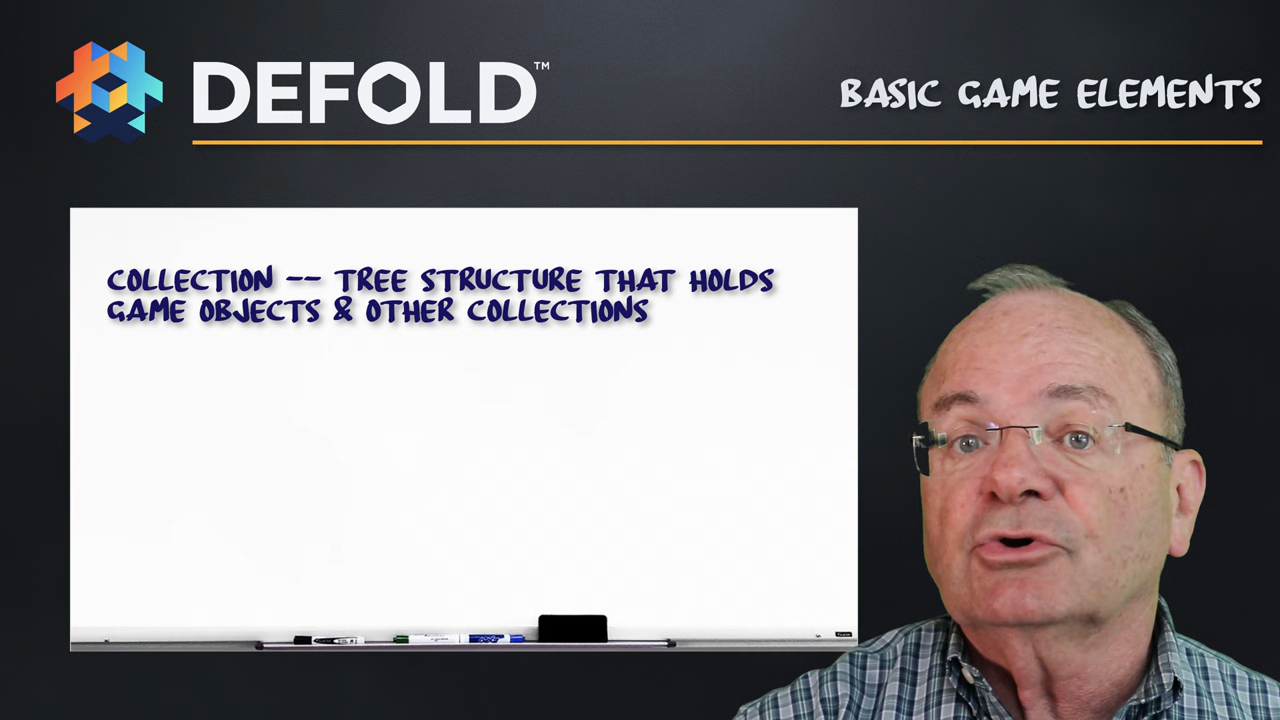 DEFOLD™
BASIC GAME ELEMENTS
COLLECTION -- TREE STRUCTURE THAT HOLDS
GAME OBJECTS & OTHER COLLECTIONS